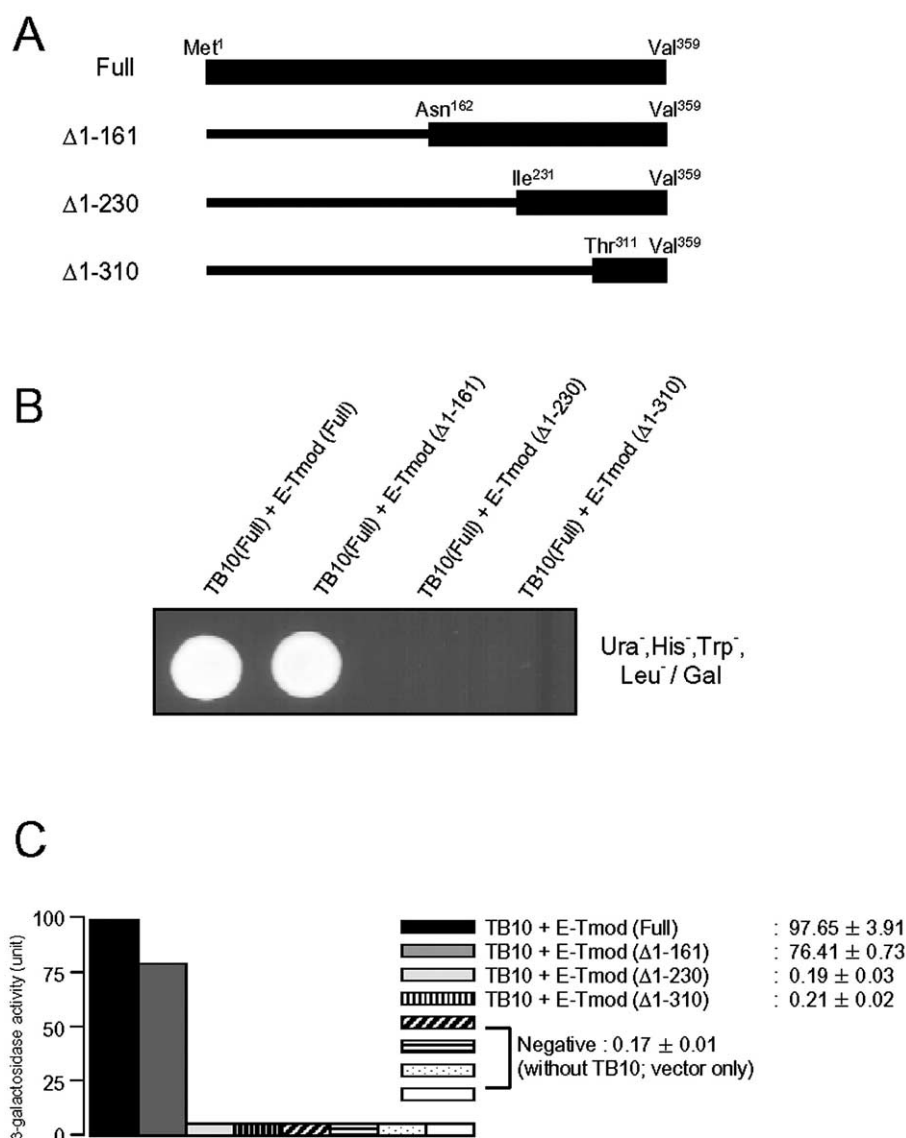 A
Met¹ Val³⁵⁹
Full
Asn¹⁶² Val³⁵⁹
Δ1-161
Ile²³¹ Val³⁵⁹
Δ1-230
Thr³¹¹ Val³⁵⁹
Δ1-310
B
TB10(Full) + E-Tmod (Full)
TB10(Full) + E-Tmod (Δ1-161)
TB10(Full) + E-Tmod (Δ1-230)
TB10(Full) + E-Tmod (Δ1-310)
Ura⁻,His⁻,Trp⁻,
Leu⁻ / Gal
C
β-galactosidase activity (unit)
100
75
50
25
0
TB10 + E-Tmod (Full) : 97.65 ± 3.91
TB10 + E-Tmod (Δ1-161) : 76.41 ± 0.73
TB10 + E-Tmod (Δ1-230) : 0.19 ± 0.03
TB10 + E-Tmod (Δ1-310) : 0.21 ± 0.02
Negative : 0.17 ± 0.01
(without TB10; vector only)